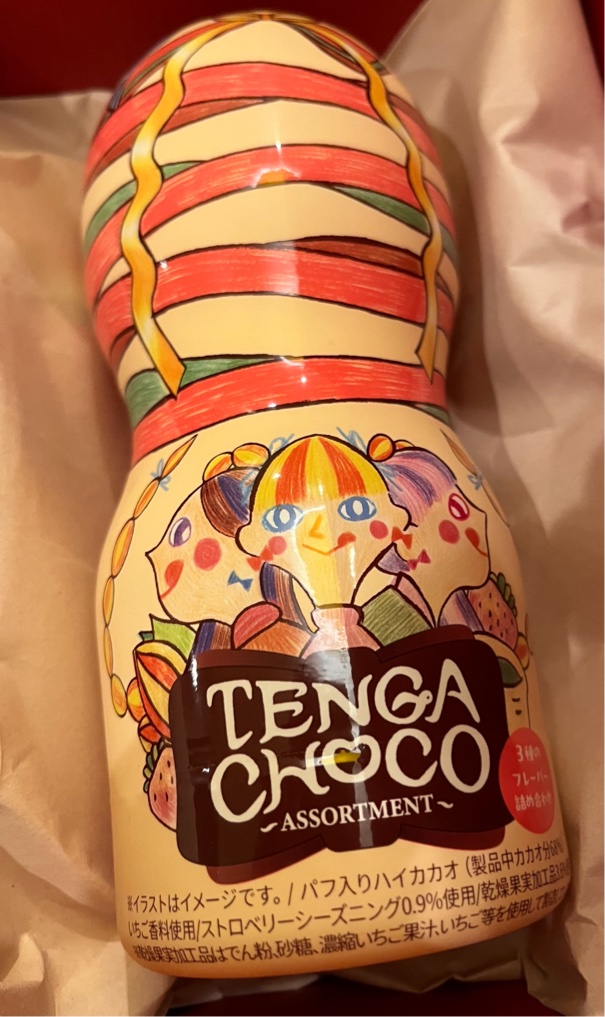 TENGA
CHOCO
～ASSORTMENT～
3種の
フレーバー
詰め合わせ
※イラストはイメージです。/ パフ入りハイカカオ（製品中カカオ分68%
いちご香料使用/ストロベリーシーズニング0.9%使用/乾燥果実加工品
※乾燥果実加工品はでん粉、砂糖、濃縮いちご果汁、いちご等を使用して